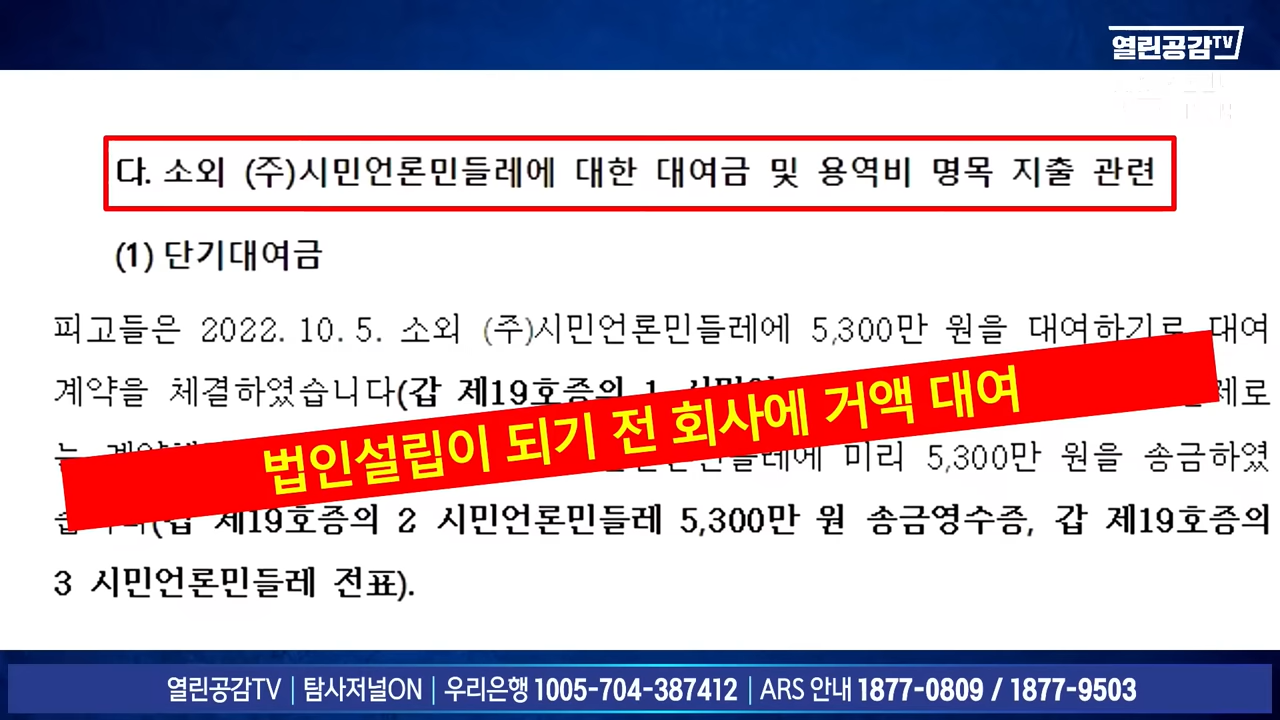 열린공감TV
다. 소외 (주)시민언론민들레에 대한 대여금 및 용역비 명목 지출 관련
(1) 단기대여금
피고들은 2022. 10. 5. 소외 (주)시민언론민들레에 5,300만 원을 대여하기로 대여
계약을 체결하였습니다(갑 제19호증의 1
법인설립이 되기 전 회사에 거액 대여
미리 5,300만 원을 송금하였
제19호증의 2 시민언론민들레 5,300만 원 송금영수증, 갑 제19호증의
3 시민언론민들레 전표).
열린공감TV | 탐사저널ON | 우리은행 1005-704-387412 | ARS 안내 1877-0809 / 1877-9503